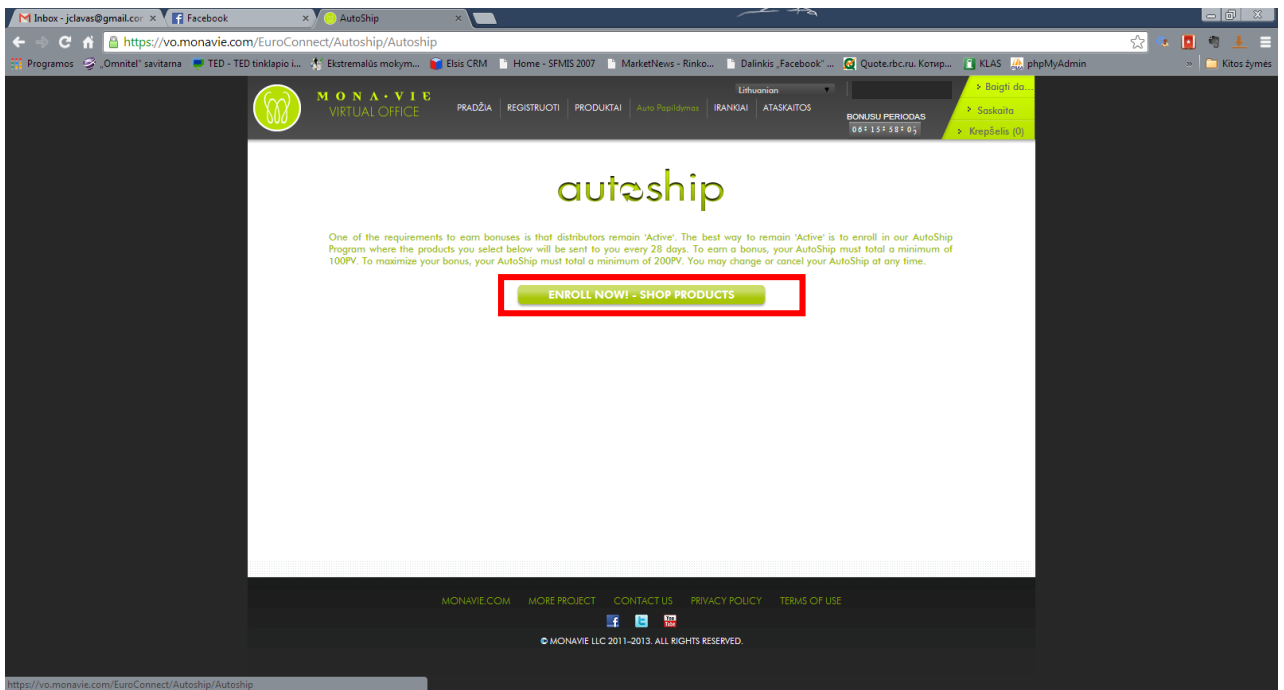 Inbox - jclavas@gmail.cor
Facebook
AutoShip
https://vo.monavie.com/EuroConnect/Autoship/Autoship
Programos
„Omnitel" savitarna
TED - TED tinklapio i...
Ekstremalūs mokym...
Elsis CRM
Home - SFMIS 2007
MarketNews - Rinko...
Dalinkis „Facebook" ...
Quote.rbc.ru. Котир...
KLAS
phpMyAdmin
»
Kitos žymės
MONA·VIE
VIRTUAL OFFICE
PRADŽIA
REGISTRUOTI
PRODUKTAI
Auto Papildymas
IRANKIAI
ATASKAITOS
Lithuanian
BONUSU PERIODAS
> Baigti da...
> Saskaita
> Krepšelis (0)
autoship
One of the requirements to earn bonuses is that distributors remain 'Active'. The best way to remain 'Active' is to enroll in our AutoShip
Program where the products you select below will be sent to you every 28 days. To earn a bonus, your AutoShip must total a minimum of
100PV. To maximize your bonus, your AutoShip must total a minimum of 200PV. You may change or cancel your AutoShip at any time.
ENROLL NOW! - SHOP PRODUCTS
MONAVIE.COM
MORE PROJECT
CONTACT US
PRIVACY POLICY
TERMS OF USE
You Tube
© MONAVIE LLC 2011-2013. ALL RIGHTS RESERVED.
https://vo.monavie.com/EuroConnect/Autoship/Autoship